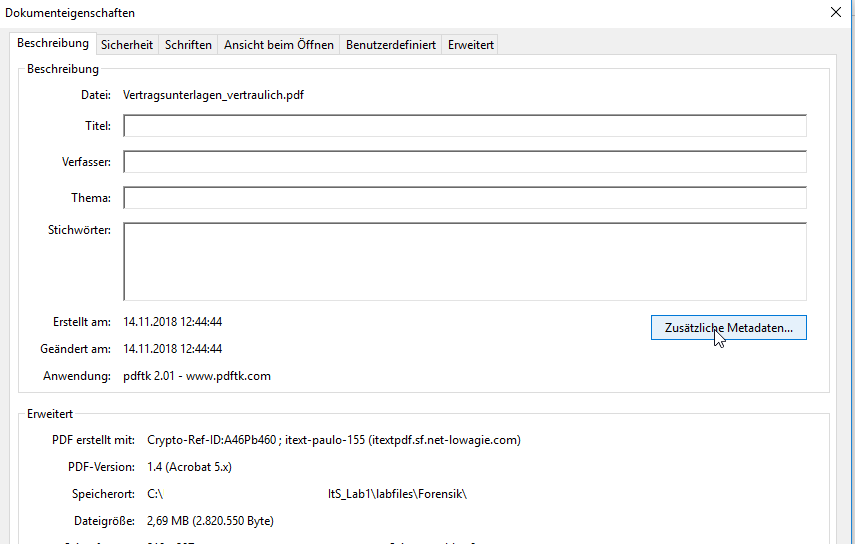 Dokumenteigenschaften
Beschreibung Sicherheit Schriften Ansicht beim Öffnen Benutzerdefiniert Erweitert
Beschreibung
Datei: Vertragsunterlagen_vertraulich.pdf
Titel:
Verfasser:
Thema:
Stichwörter:
Erstellt am: 14.11.2018 12:44:44
Zusätzliche Metadaten...
Geändert am: 14.11.2018 12:44:44
Anwendung: pdftk 2.01 - www.pdftk.com
Erweitert
PDF erstellt mit: Crypto-Ref-ID:A46Pb460 ; itext-paulo-155 (itextpdf.sf.net-lowagie.com)
PDF-Version: 1.4 (Acrobat 5.x)
Speicherort: C:\ ItS_Lab1\labfiles\Forensik\
Dateigröße: 2,69 MB (2.820.550 Byte)